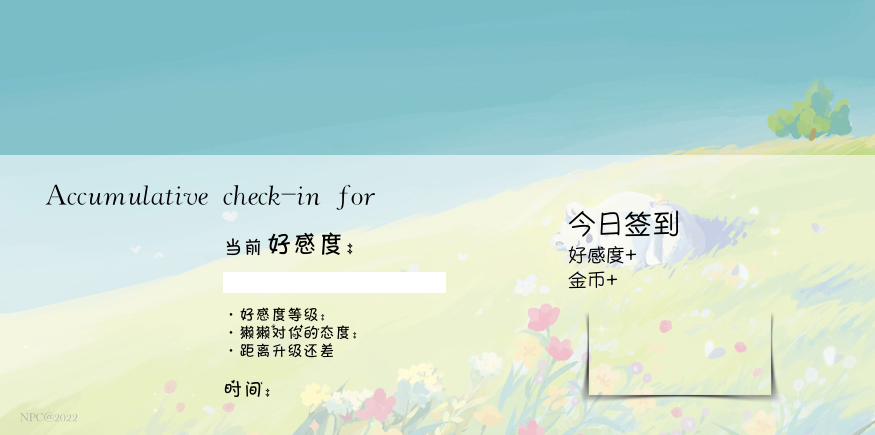 Accumulative check-in for
当前 好感度:
· 好感度等级:
· 獭獭对你的态度:
· 距离升级还差
时间:
今日签到
好感度+
金币+
NPC@2022